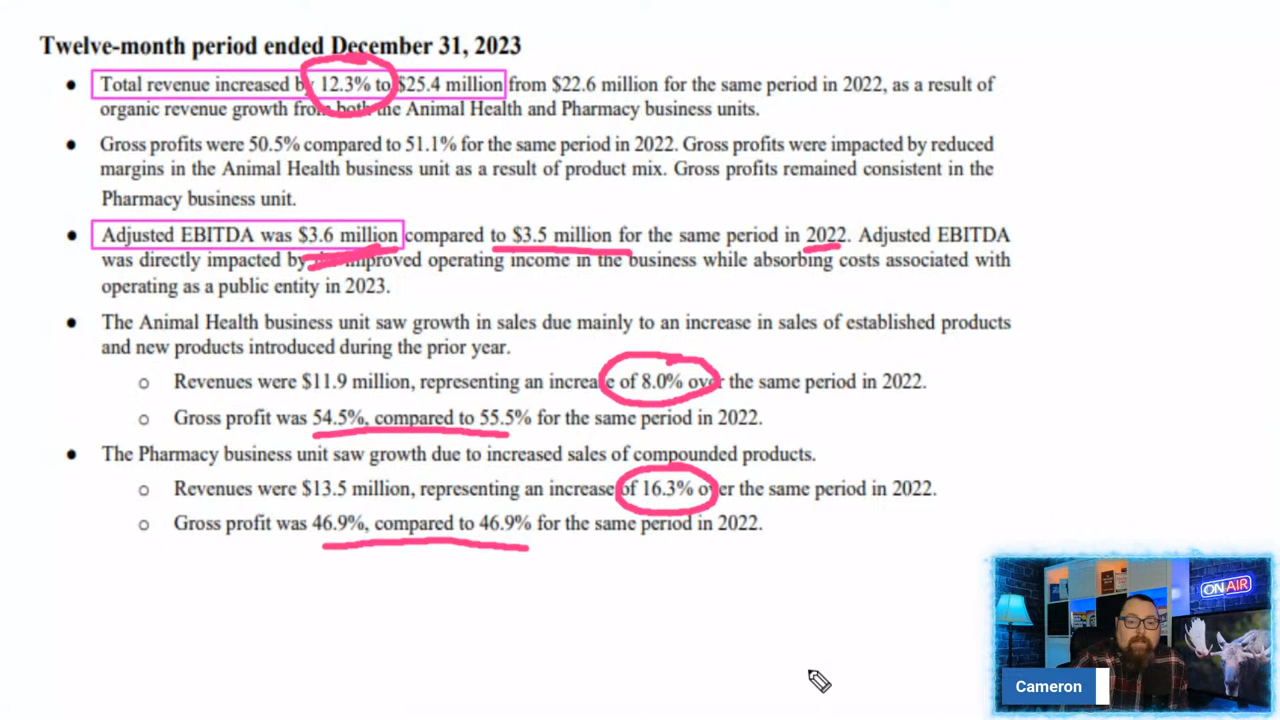 Twelve-month period ended December 31, 2023
● Total revenue increased by 12.3% to $25.4 million from $22.6 million for the same period in 2022, as a result of
organic revenue growth from both the Animal Health and Pharmacy business units.
● Gross profits were 50.5% compared to 51.1% for the same period in 2022. Gross profits were impacted by reduced
margins in the Animal Health business unit as a result of product mix. Gross profits remained consistent in the
Pharmacy business unit.
● Adjusted EBITDA was $3.6 million compared to $3.5 million for the same period in 2022. Adjusted EBITDA
was directly impacted by improved operating income in the business while absorbing costs associated with
operating as a public entity in 2023.
● The Animal Health business unit saw growth in sales due mainly to an increase in sales of established products
and new products introduced during the prior year.
o Revenues were $11.9 million, representing an increase of 8.0% over the same period in 2022.
o Gross profit was 54.5%, compared to 55.5% for the same period in 2022.
● The Pharmacy business unit saw growth due to increased sales of compounded products.
o Revenues were $13.5 million, representing an increase of 16.3% over the same period in 2022.
o Gross profit was 46.9%, compared to 46.9% for the same period in 2022.
ON AIR
Cameron